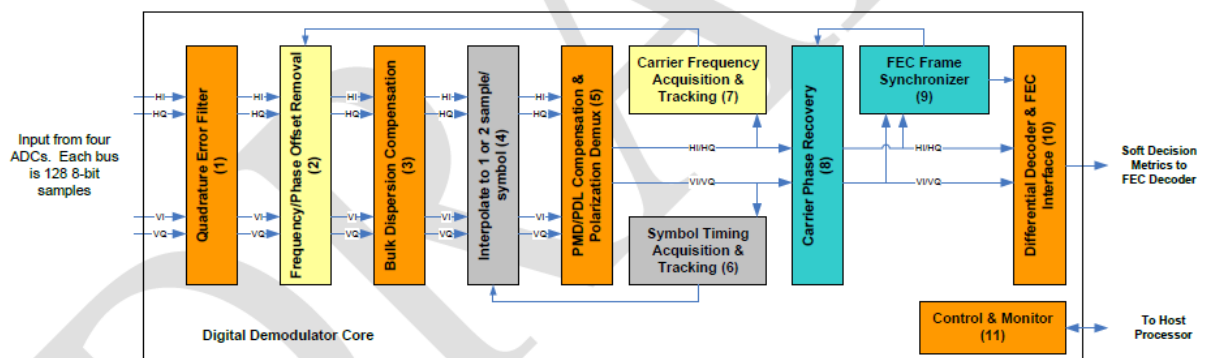 Input from four
ADCs. Each bus
is 128 8-bit
samples
HI
HQ
VI
VQ
Quadrature Error Filter
(1)
HI
HQ
VI
VQ
Frequency/Phase Offset Removal
(2)
HI
HQ
VI
VQ
Bulk Dispersion Compensation
(3)
HI
HQ
VI
VQ
Interpolate to 1 or 2 sample/
symbol (4)
HI
HQ
VI
VQ
PMD/PDL Compensation &
Polarization Demux (5)
Carrier Frequency
Acquisition &
Tracking (7)
HI/HQ
VI/VQ
Symbol Timing
Acquisition &
Tracking (6)
Carrier Phase Recovery
(8)
FEC Frame
Synchronizer
(9)
HI/HQ
VI/VQ
Differential Decoder & FEC
Interface (10)
Soft Decision
Metrics to
FEC Decoder
Control & Monitor
(11)
To Host
Processor
Digital Demodulator Core